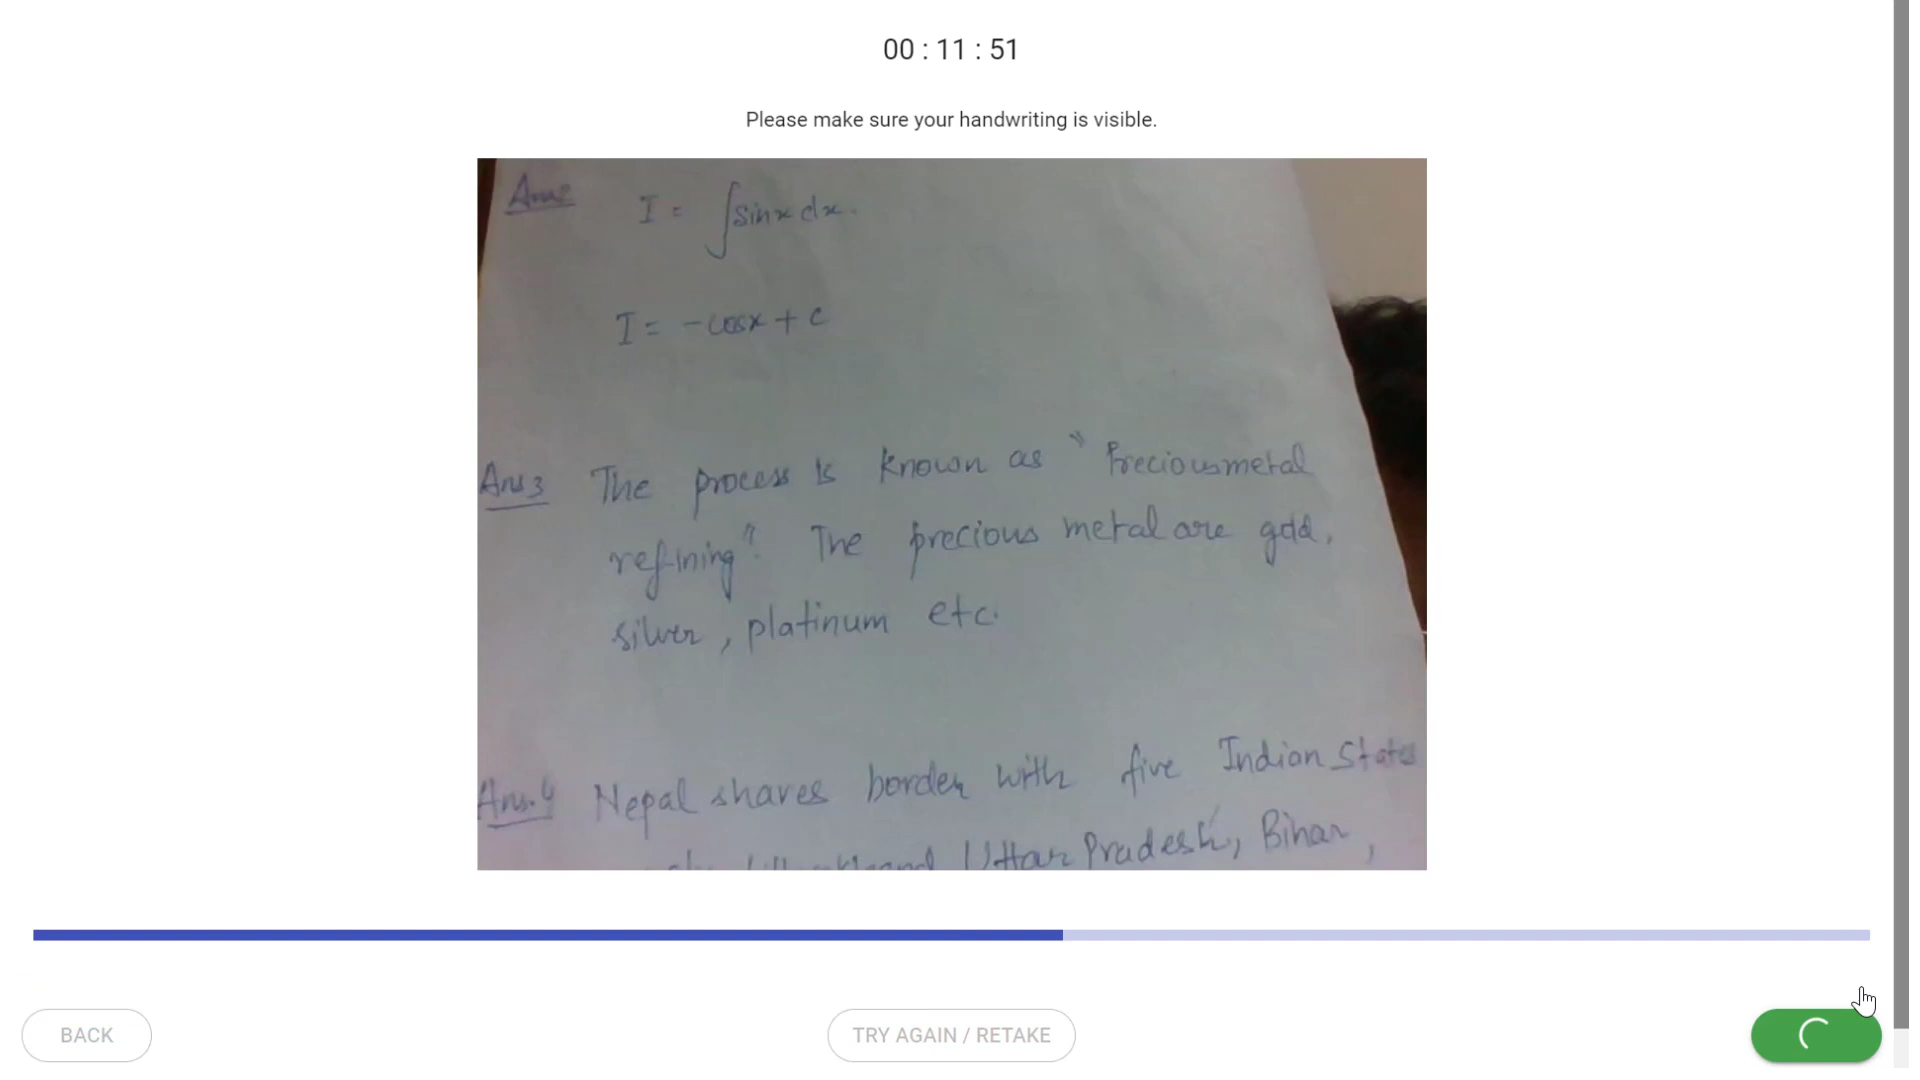 00 : 11 : 51
Please make sure your handwriting is visible.
Ans2 I = ∫sinx dx.
I = -cosx + c
Ans 3 The process is known as "Preciousmetal
refining". The precious metal are gold,
silver, platinum etc.
Ans.4 Nepal shares border with five Indian States
Uttar Pradesh, Bihar,
BACK
TRY AGAIN / RETAKE